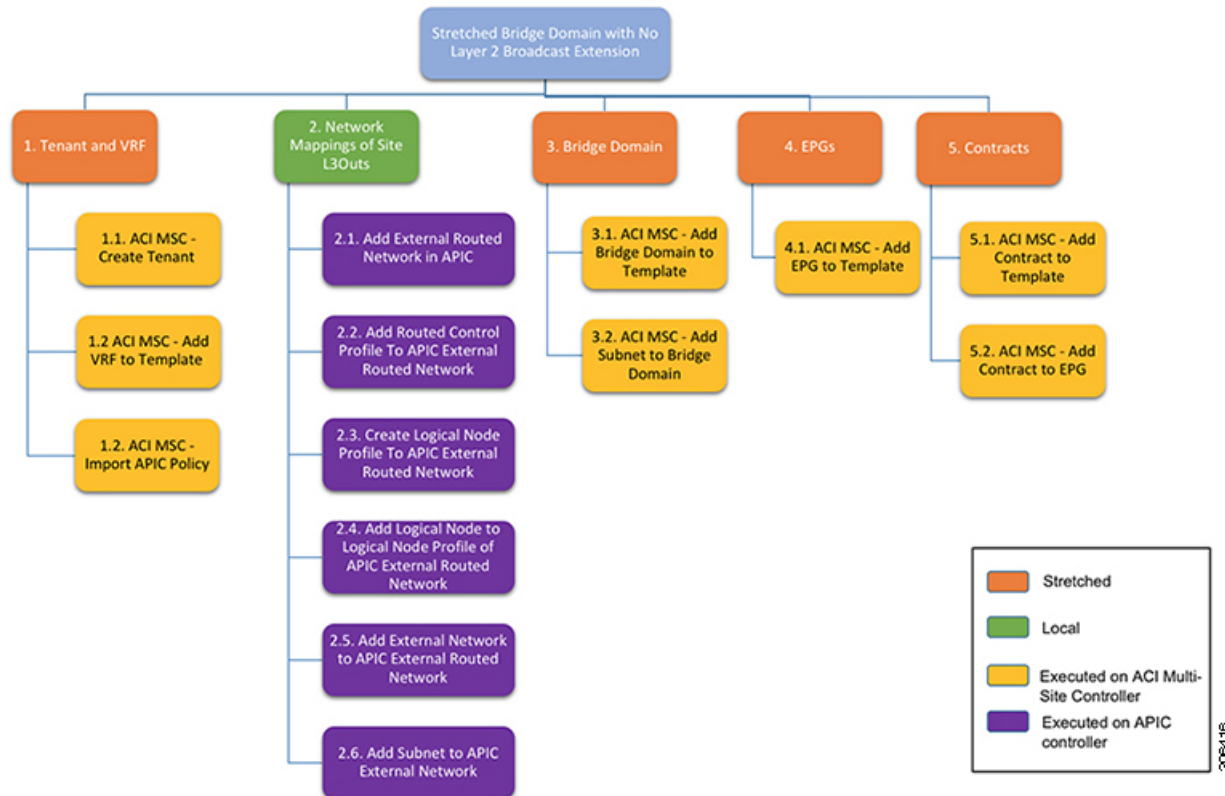 Stretched Bridge Domain with No
Layer 2 Broadcast Extension
1. Tenant and VRF
2. Network
Mappings of Site
L3Outs
3. Bridge Domain
4. EPGs
5. Contracts
1.1. ACI MSC -
Create Tenant
1.2 ACI MSC - Add
VRF to Template
1.2. ACI MSC -
Import APIC Policy
2.1. Add External Routed
Network in APIC
2.2. Add Routed Control
Profile To APIC External
Routed Network
2.3. Create Logical Node
Profile To APIC External
Routed Network
2.4. Add Logical Node to
Logical Node Profile of
APIC External Routed
Network
2.5. Add External Network
to APIC External Routed
Network
2.6. Add Subnet to APIC
External Network
3.1. ACI MSC - Add
Bridge Domain to
Template
3.2. ACI MSC - Add
Subnet to Bridge
Domain
4.1. ACI MSC - Add
EPG to Template
5.1. ACI MSC - Add
Contract to
Template
5.2. ACI MSC - Add
Contract to EPG
Stretched
Local
Executed on ACI Multi-
Site Controller
Executed on APIC
controller
306416